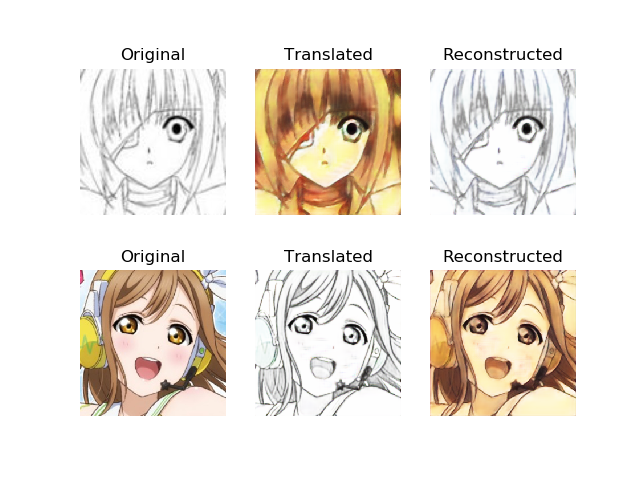 Original
Translated
Reconstructed
Original
Translated
Reconstructed